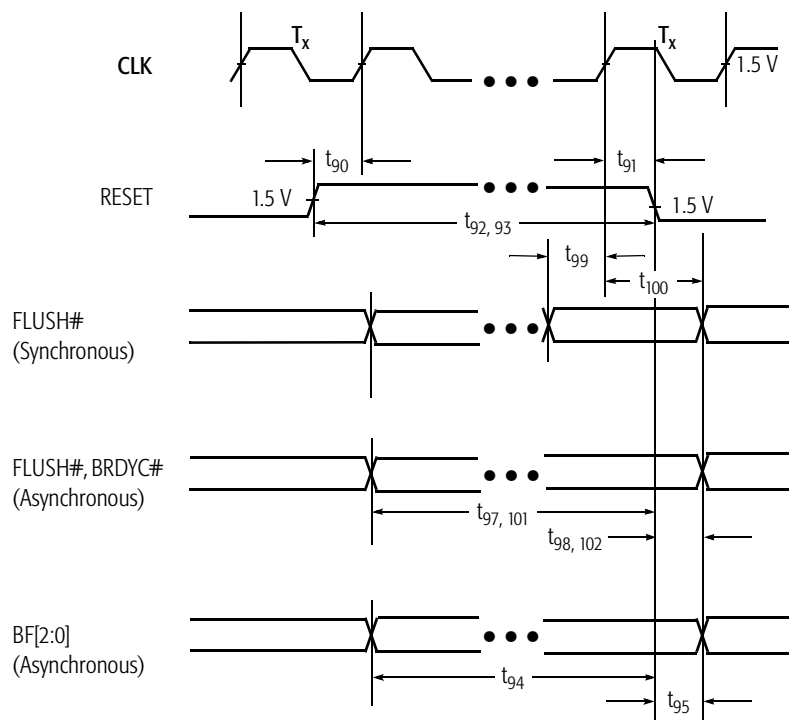 Tx
Tx
CLK
1.5 V
t90
t91
RESET
1.5 V
1.5 V
t92, 93
t99
t100
FLUSH#
(Synchronous)
FLUSH#, BRDYC#
(Asynchronous)
t97, 101
t98, 102
BF[2:0]
(Asynchronous)
t94
t95